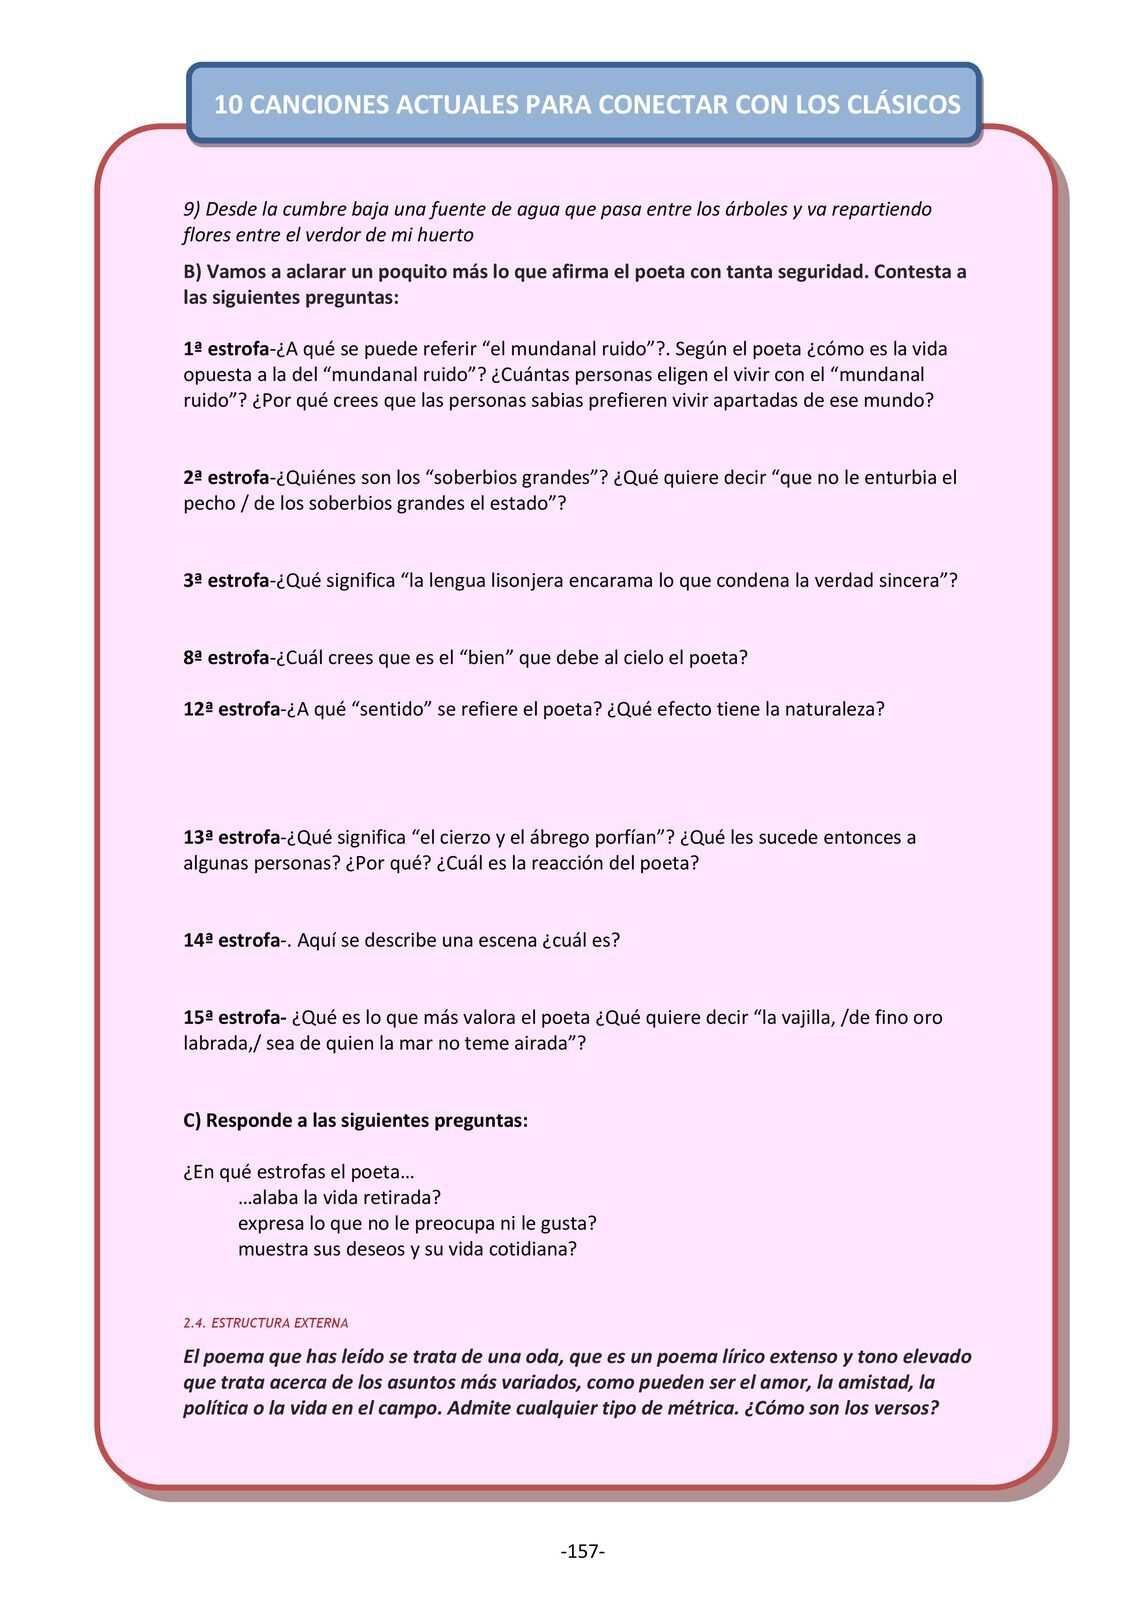 10 CANCIONES ACTUALES PARA CONECTAR CON LOS CLÁSICOS
9) Desde la cumbre baja una fuente de agua que pasa entre los árboles y va repartiendo
flores entre el verdor de mi huerto
B) Vamos a aclarar un poquito más lo que afirma el poeta con tanta seguridad. Contesta a
las siguientes preguntas:
1ª estrofa-¿A qué se puede referir “el mundanal ruido”?. Según el poeta ¿cómo es la vida
opuesta a la del “mundanal ruido”? ¿Cuántas personas eligen el vivir con el “mundanal
ruido”? ¿Por qué crees que las personas sabias prefieren vivir apartadas de ese mundo?
2ª estrofa-¿Quiénes son los “soberbios grandes”? ¿Qué quiere decir “que no le enturbia el
pecho / de los soberbios grandes el estado”?
3ª estrofa-¿Qué significa “la lengua lisonjera encarama lo que condena la verdad sincera”?
8ª estrofa-¿Cuál crees que es el “bien” que debe al cielo el poeta?
12ª estrofa-¿A qué “sentido” se refiere el poeta? ¿Qué efecto tiene la naturaleza?
13ª estrofa-¿Qué significa “el cierzo y el ábrego porfían”? ¿Qué les sucede entonces a
algunas personas? ¿Por qué? ¿Cuál es la reacción del poeta?
14ª estrofa-. Aquí se describe una escena ¿cuál es?
15ª estrofa- ¿Qué es lo que más valora el poeta ¿Qué quiere decir “la vajilla, /de fino oro
labrada,/ sea de quien la mar no teme airada”?
C) Responde a las siguientes preguntas:
¿En qué estrofas el poeta…
…alaba la vida retirada?
expresa lo que no le preocupa ni le gusta?
muestra sus deseos y su vida cotidiana?
2.4. ESTRUCTURA EXTERNA
El poema que has leído se trata de una oda, que es un poema lírico extenso y tono elevado
que trata acerca de los asuntos más variados, como pueden ser el amor, la amistad, la
política o la vida en el campo. Admite cualquier tipo de métrica. ¿Cómo son los versos?
-157-